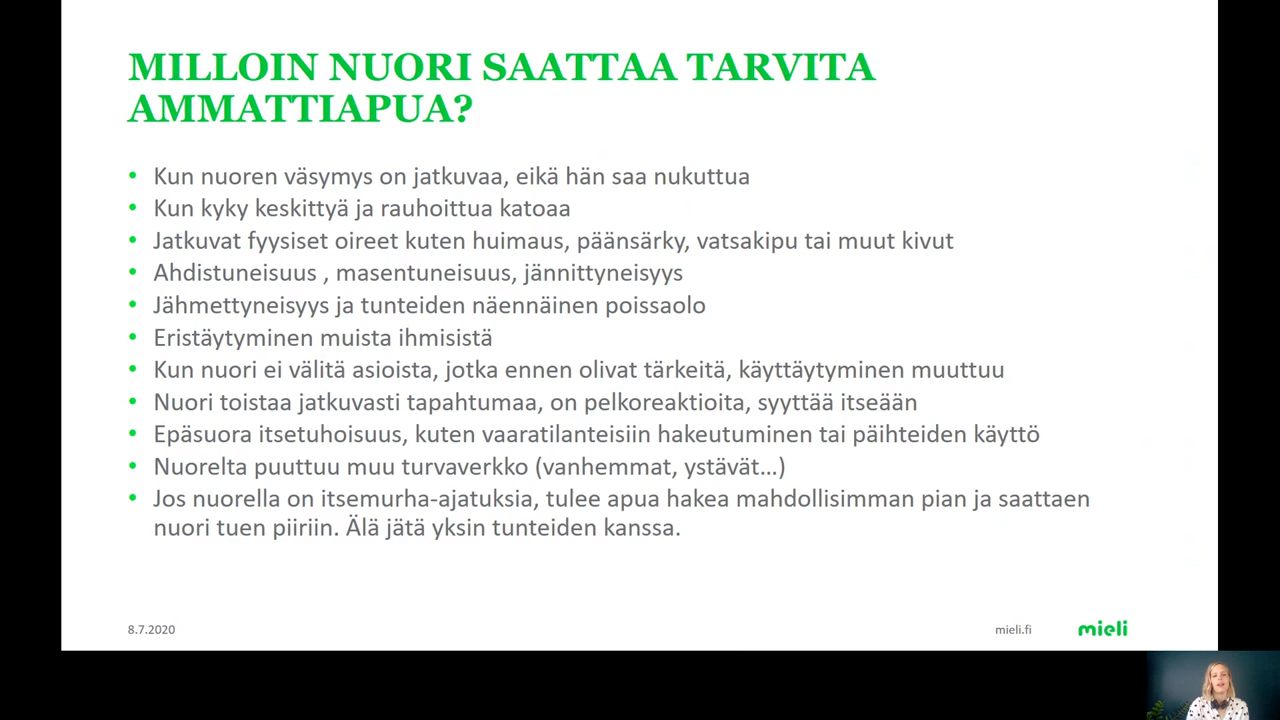 MILLOIN NUORI SAATTAA TARVITA
AMMATTIAPUA?
• Kun nuoren väsymys on jatkuvaa, eikä hän saa nukuttua
• Kun kyky keskittyä ja rauhoittua katoaa
• Jatkuvat fyysiset oireet kuten huimaus, päänsärky, vatsakipu tai muut kivut
• Ahdistuneisuus , masentuneisuus, jännittyneisyys
• Jähmettyneisyys ja tunteiden näennäinen poissaolo
• Eristäytyminen muista ihmisistä
• Kun nuori ei välitä asioista, jotka ennen olivat tärkeitä, käyttäytyminen muuttuu
• Nuori toistaa jatkuvasti tapahtumaa, on pelkoreaktioita, syyttää itseään
• Epäsuora itsetuhoisuus, kuten vaaratilanteisiin hakeutuminen tai päihteiden käyttö
• Nuorelta puuttuu muu turvaverkko (vanhemmat, ystävät…)
• Jos nuorella on itsemurha-ajatuksia, tulee apua hakea mahdollisimman pian ja saattaen
nuori tuen piiriin. Älä jätä yksin tunteiden kanssa.
8.7.2020
mieli.fi
mieli